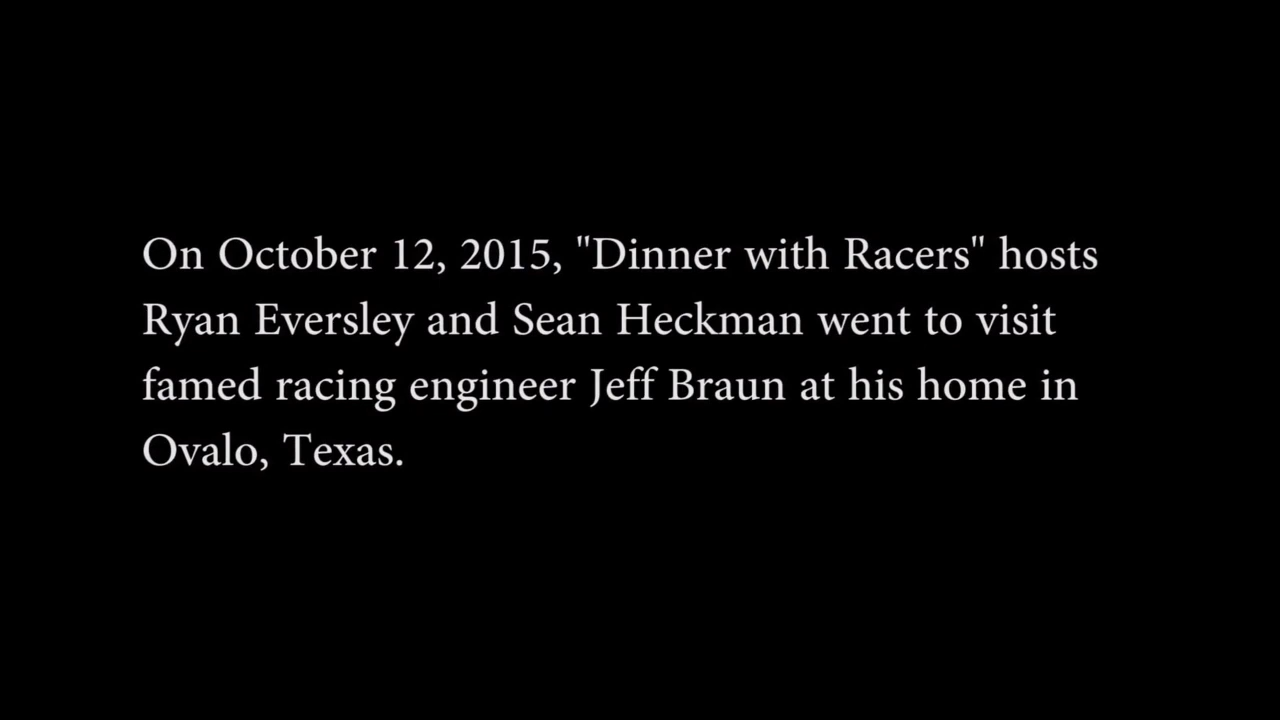 On October 12, 2015, "Dinner with Racers" hosts
Ryan Eversley and Sean Heckman went to visit
famed racing engineer Jeff Braun at his home in
Ovalo, Texas.